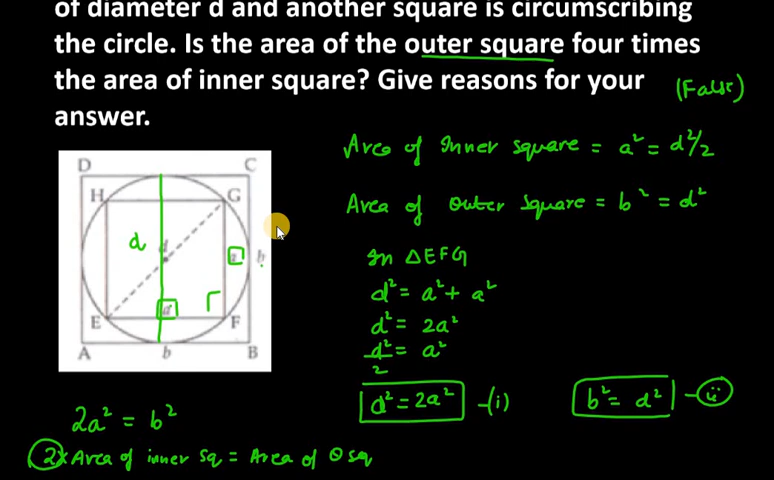 of diameter d and another square is circumscribing
the circle. Is the area of the outer square four times
the area of inner square? Give reasons for your
answer.
(False)
Area of Inner square = a² = d²/2
Area of Outer Square = b² = d²
In △EFG
d² = a² + a²
d² = 2a²
d²/2 = a²
d² = 2a² -(i)
b² = d² -(ii)
D C
H G
d d
a b
a
E F
A b B
2a² = b²
2x Area of inner sq = Area of O sq